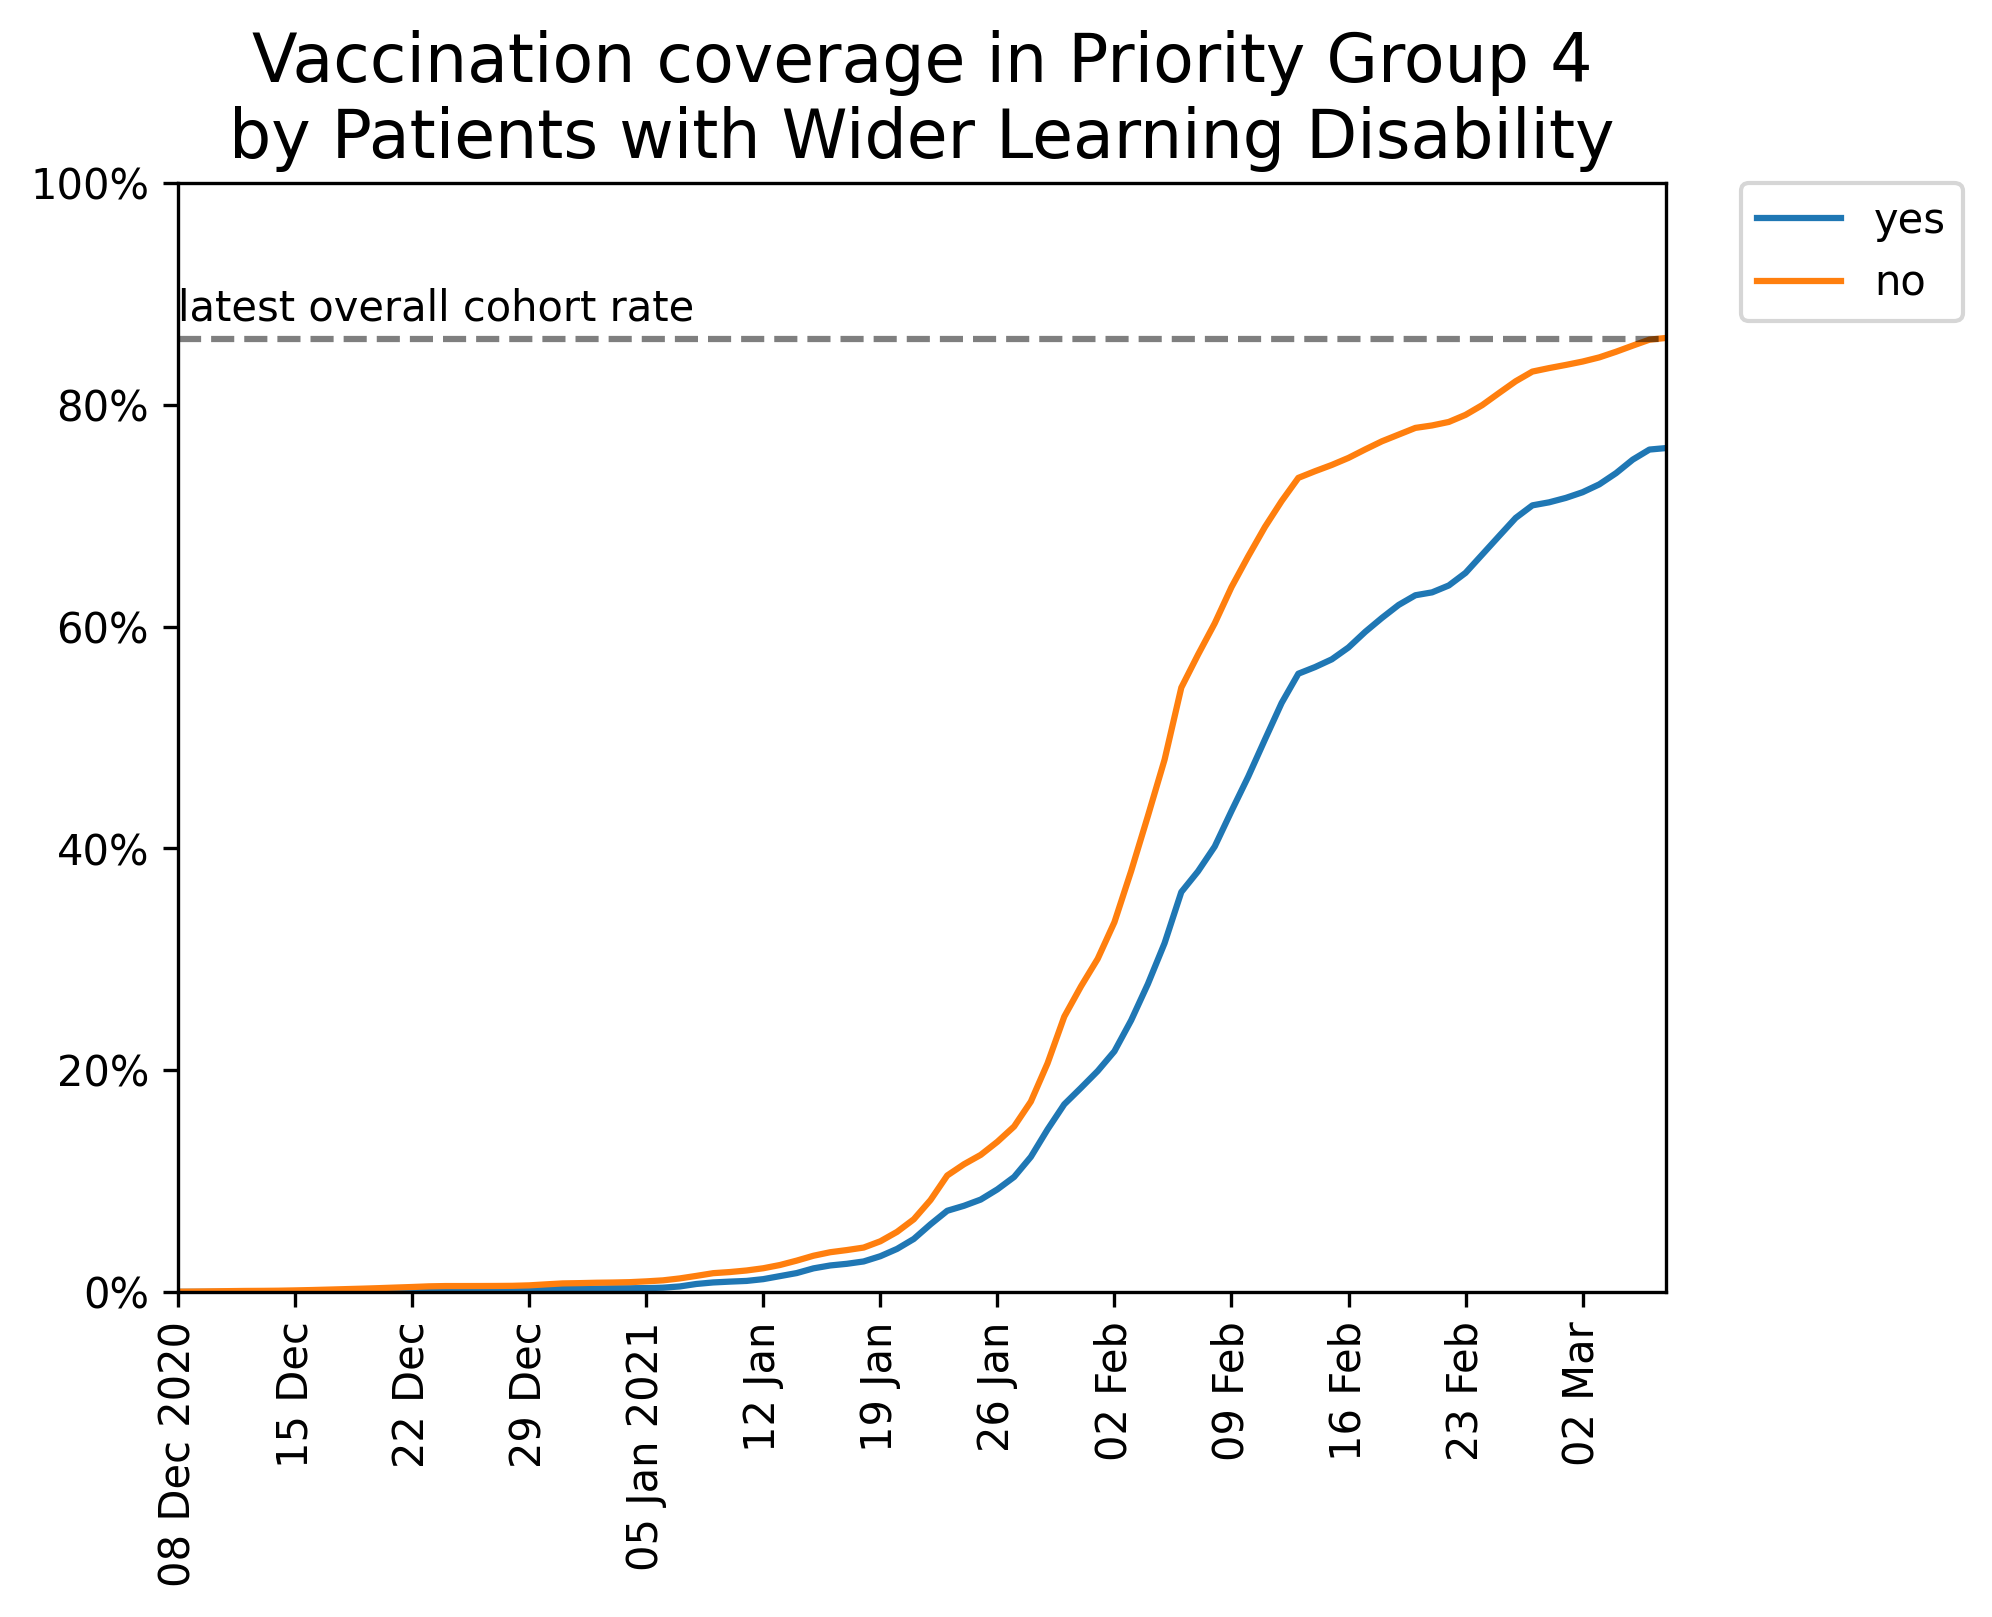 Vaccination coverage in Priority Group 4
by Patients with Wider Learning Disability
100%
80%
60%
40%
20%
0%
latest overall cohort rate
yes
no
08 Dec 2020
15 Dec
22 Dec
29 Dec
05 Jan 2021
12 Jan
19 Jan
26 Jan
02 Feb
09 Feb
16 Feb
23 Feb
02 Mar